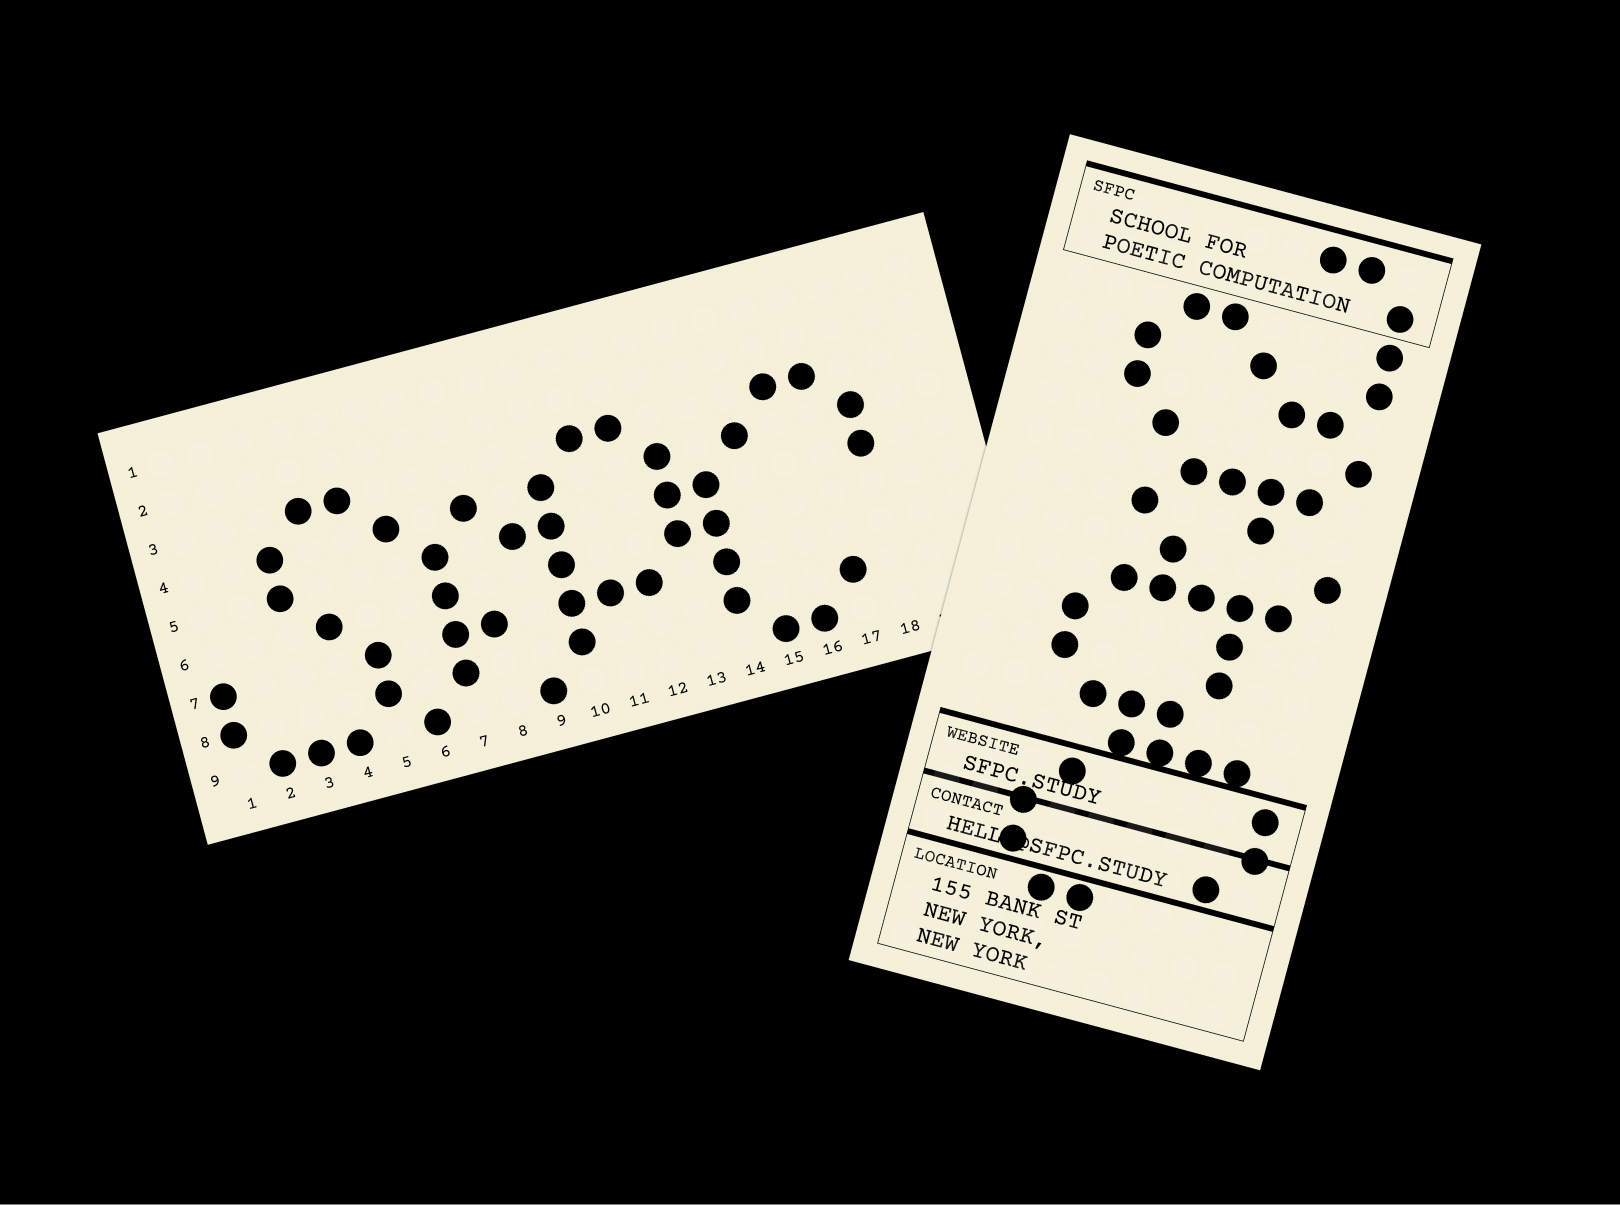 1
2
3
4
5
6
7
8
9
1 2 3 4 5 6 7 8 9 10 11 12 13 14 15 16 17 18
SFPC
SCHOOL FOR
POETIC COMPUTATION
WEBSITE
SFPC.STUDY
CONTACT
HELLO@SFPC.STUDY
LOCATION
155 BANK ST
NEW YORK,
NEW YORK